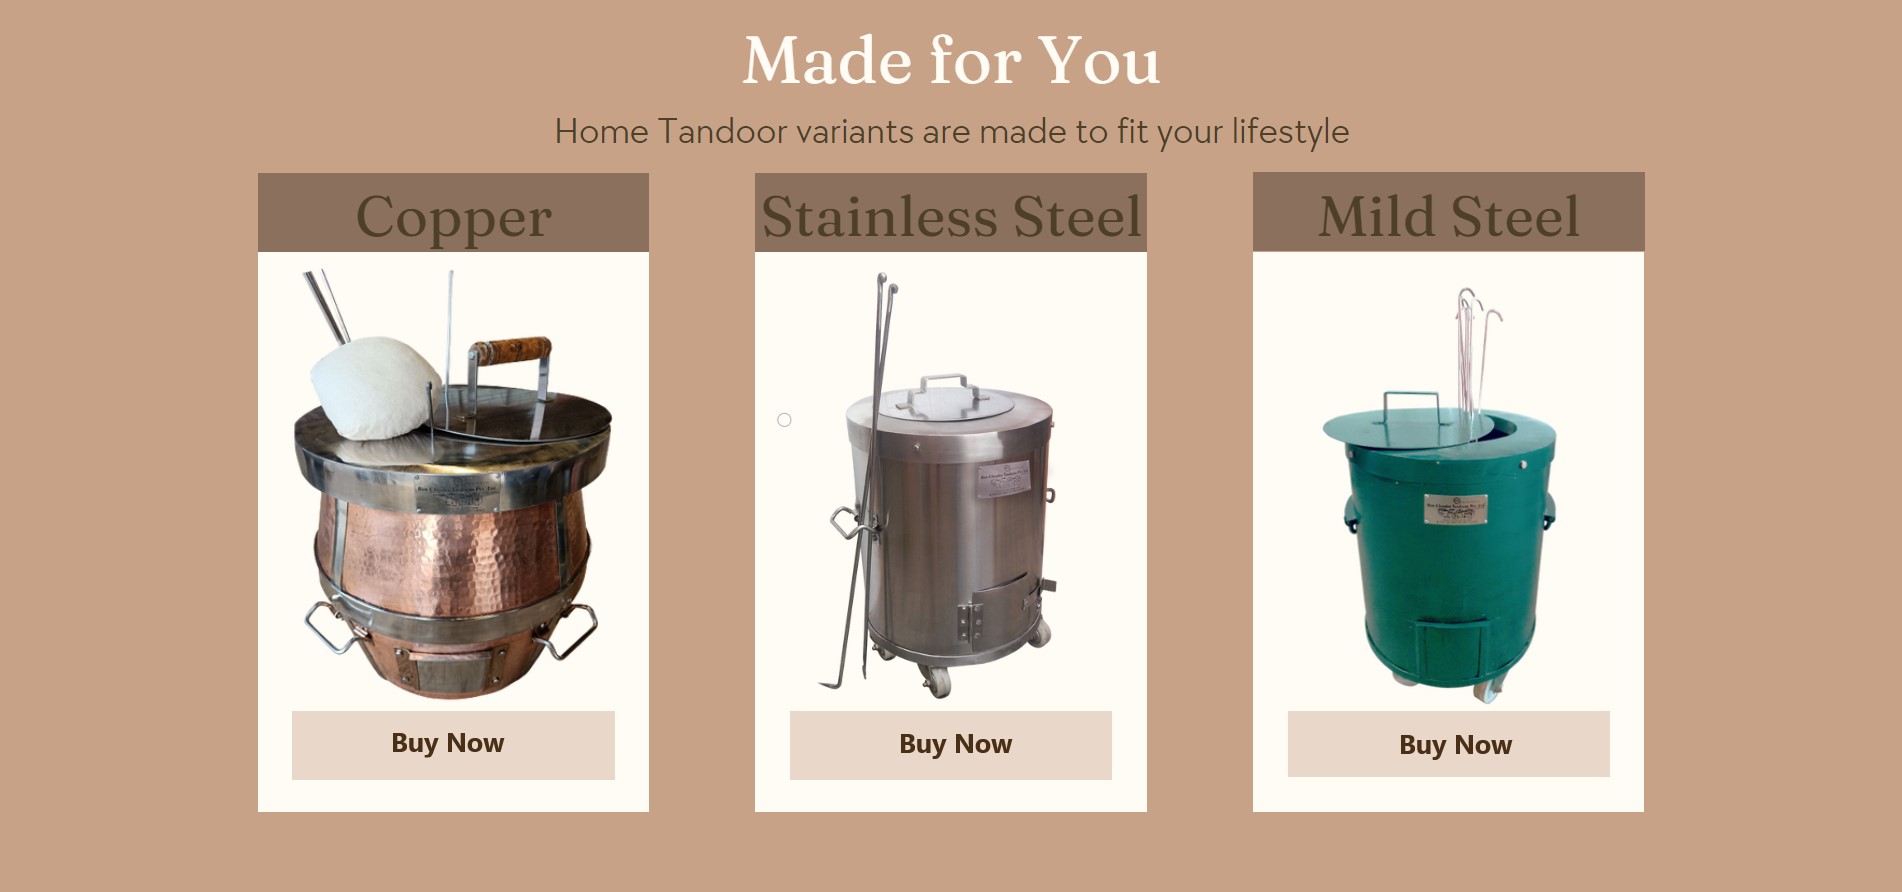 Made for You
Home Tandoor variants are made to fit your lifestyle
Copper
Stainless Steel
Mild Steel
Buy Now
Buy Now
Buy Now